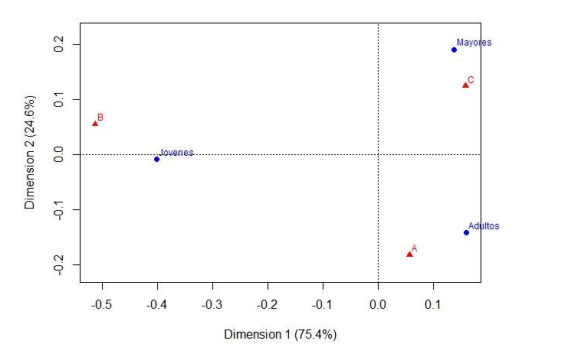 Mayores
C
B
Jovenes
Adultos
A
0.2
0.1
0.0
-0.1
-0.2
Dimension 2 (24.6%)
-0.5 -0.4 -0.3 -0.2 -0.1 0.0 0.1
Dimension 1 (75.4%)